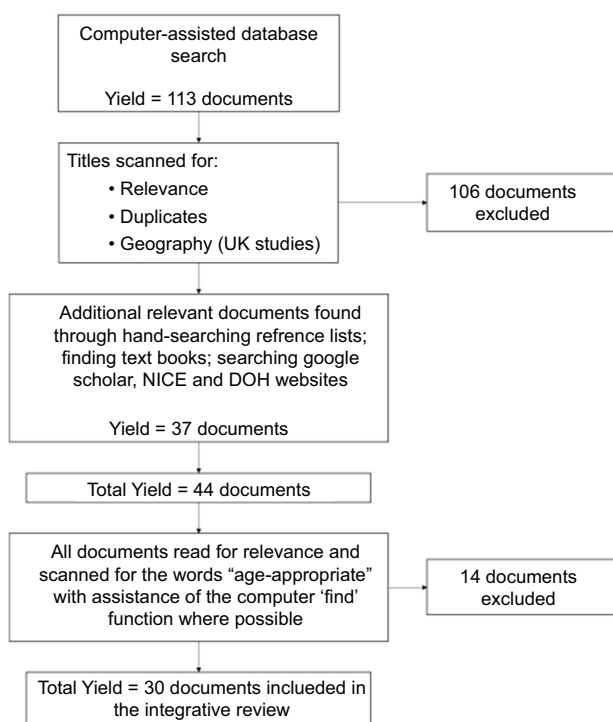 Computer-assisted database
search
Yield = 113 documents
Titles scanned for:
• Relevance
• Duplicates
• Geography (UK studies)
106 documents
excluded
Additional relevant documents found
through hand-searching refrence lists;
finding text books; searching google
scholar, NICE and DOH websites
Yield = 37 documents
Total Yield = 44 documents
All documents read for relevance and
scanned for the words “age-appropriate”
with assistance of the computer ‘find’
function where possible
14 documents
excluded
Total Yield = 30 documents inclueded in
the integrative review